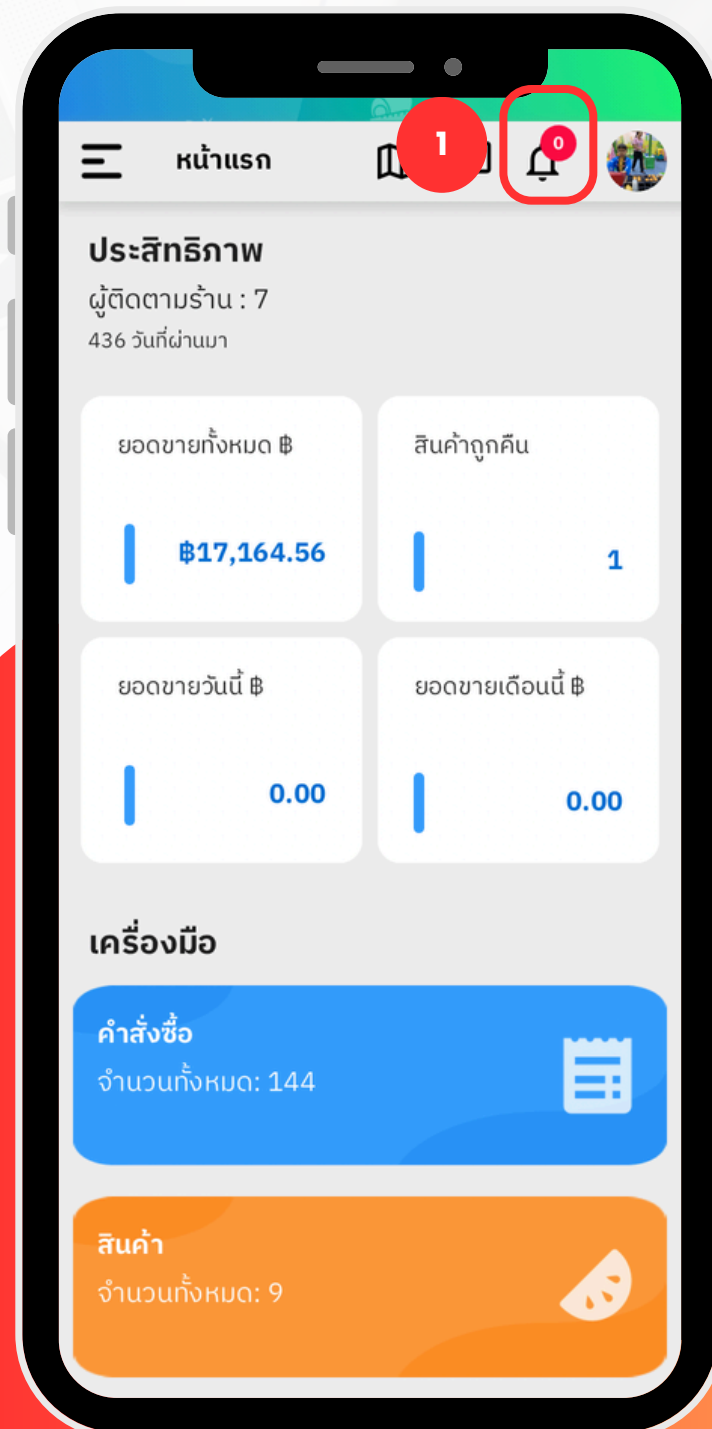 หน้าแรก
1
0
ประสิทธิภาพ
ผู้ติดตามร้าน : 7
436 วันที่ผ่านมา
ยอดขายทั้งหมด ฿
฿17,164.56
สินค้าถูกคืน
1
ยอดขายวันนี้ ฿
0.00
ยอดขายเดือนนี้ ฿
0.00
เครื่องมือ
คำสั่งซื้อ
จำนวนทั้งหมด: 144
สินค้า
จำนวนทั้งหมด: 9